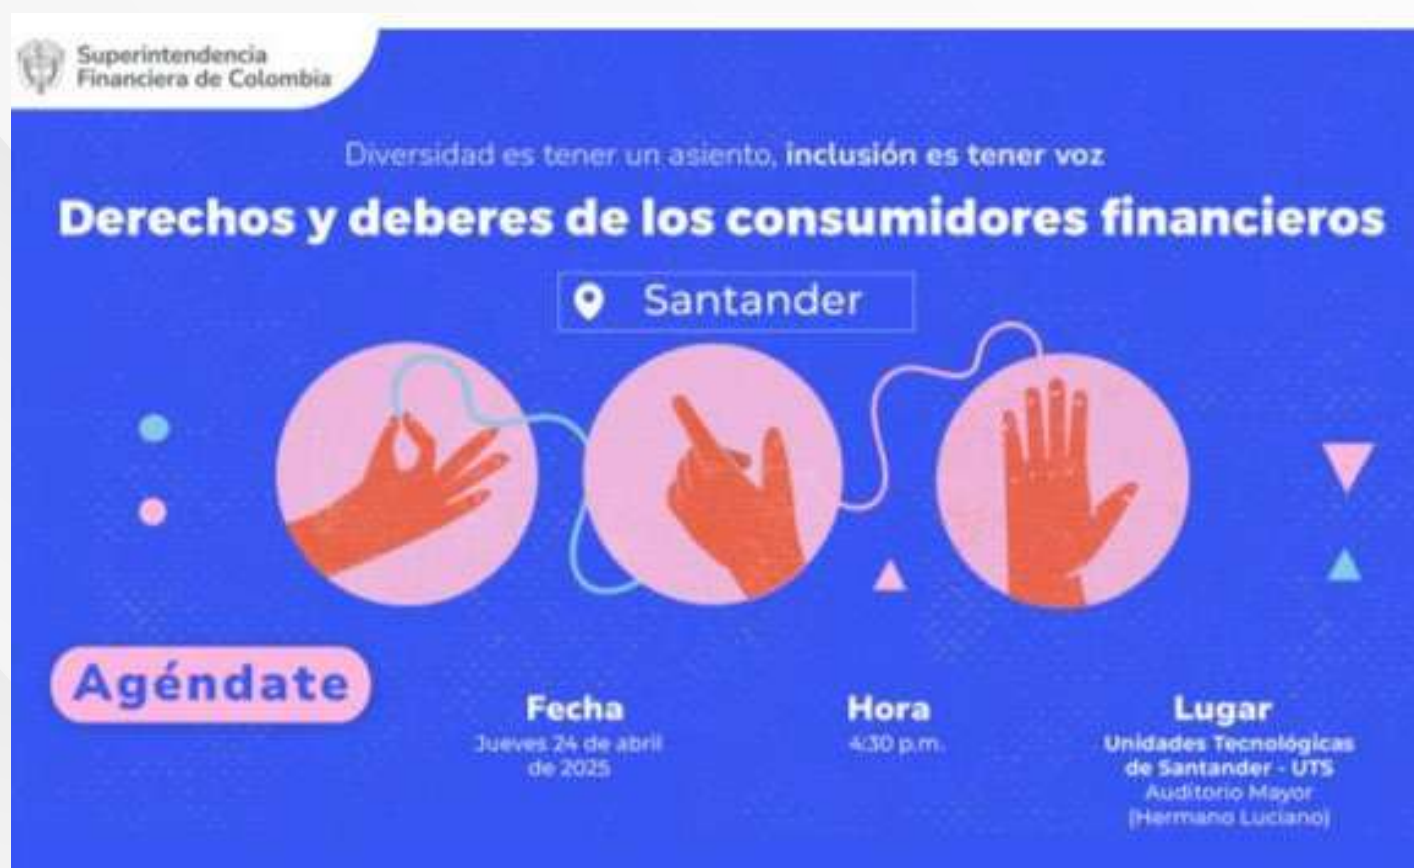 Superintendencia
Financiera de Colombia
Diversidad es tener un asiento, inclusión es tener voz
Derechos y deberes de los consumidores financieros
Santander
Agéndate
Fecha
Jueves 24 de abril
de 2025
Hora
4:30 p.m.
Lugar
Unidades Tecnológicas
de Santander - UTS
Auditorio Mayor
(Hermano Luciano)